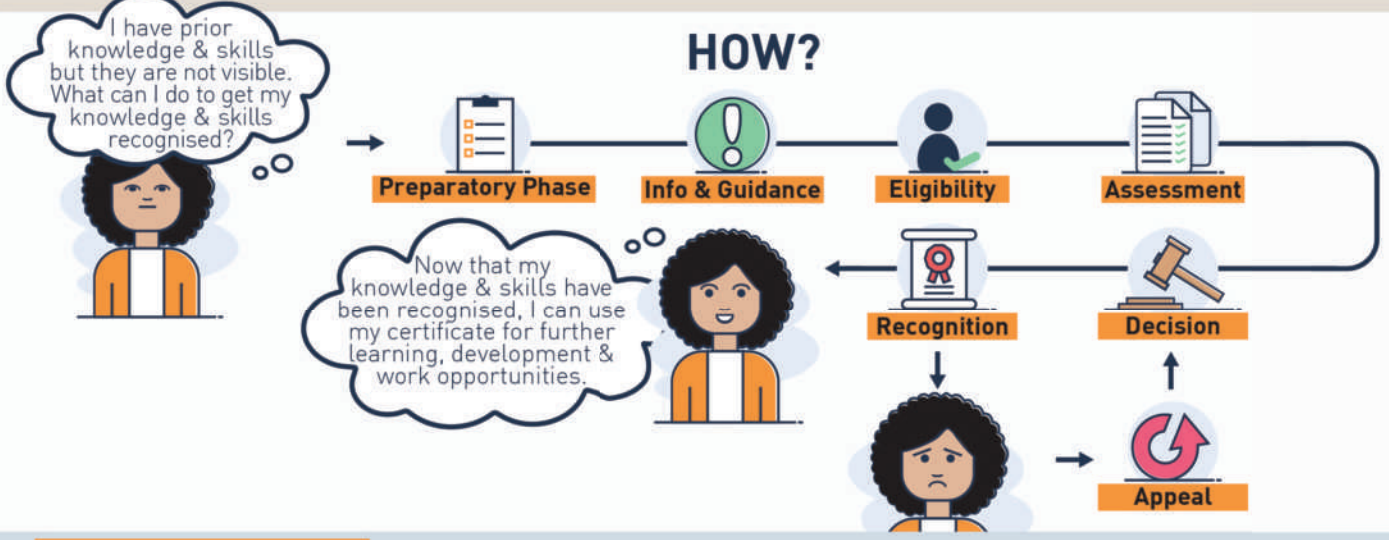 I have prior
knowledge & skills
but they are not visible.
What can I do to get my
knowledge & skills
recognised?
HOW?
Preparatory Phase
Info & Guidance
Eligibility
Assessment
Now that my
knowledge & skills have
been recognised, I can use
my certificate for further
learning, development &
work opportunities.
Recognition
Decision
Appeal